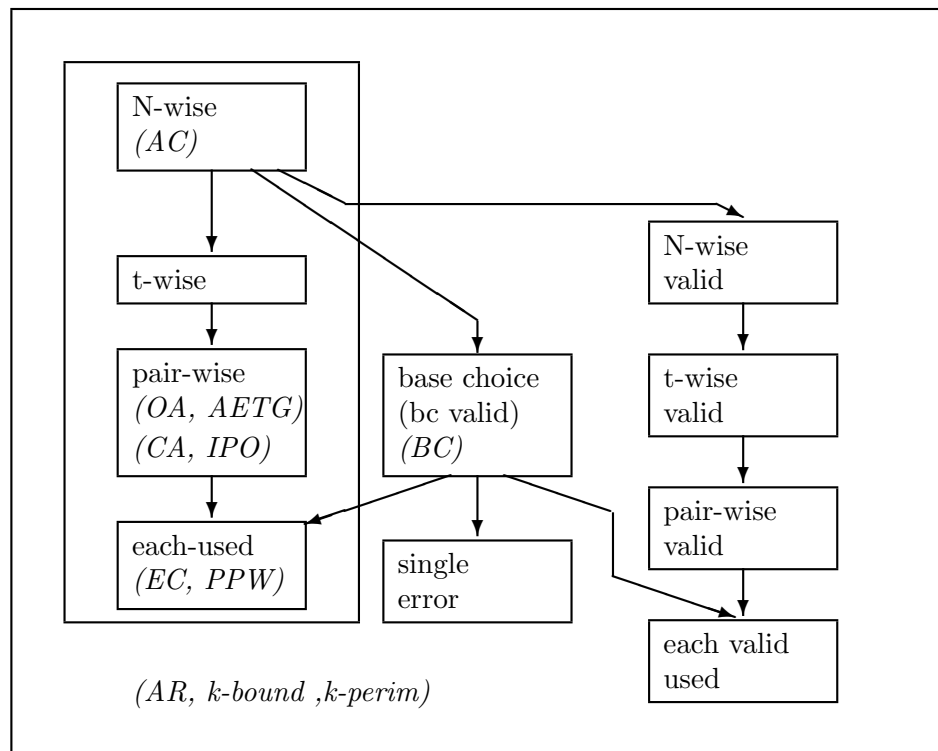 N-wise
(AC)
N-wise
valid
t-wise
pair-wise
(OA, AETG)
(CA, IPO)
base choice
(bc valid)
(BC)
t-wise
valid
each-used
(EC, PPW)
single
error
pair-wise
valid
each valid
used
(AR, k-bound ,k-perim)